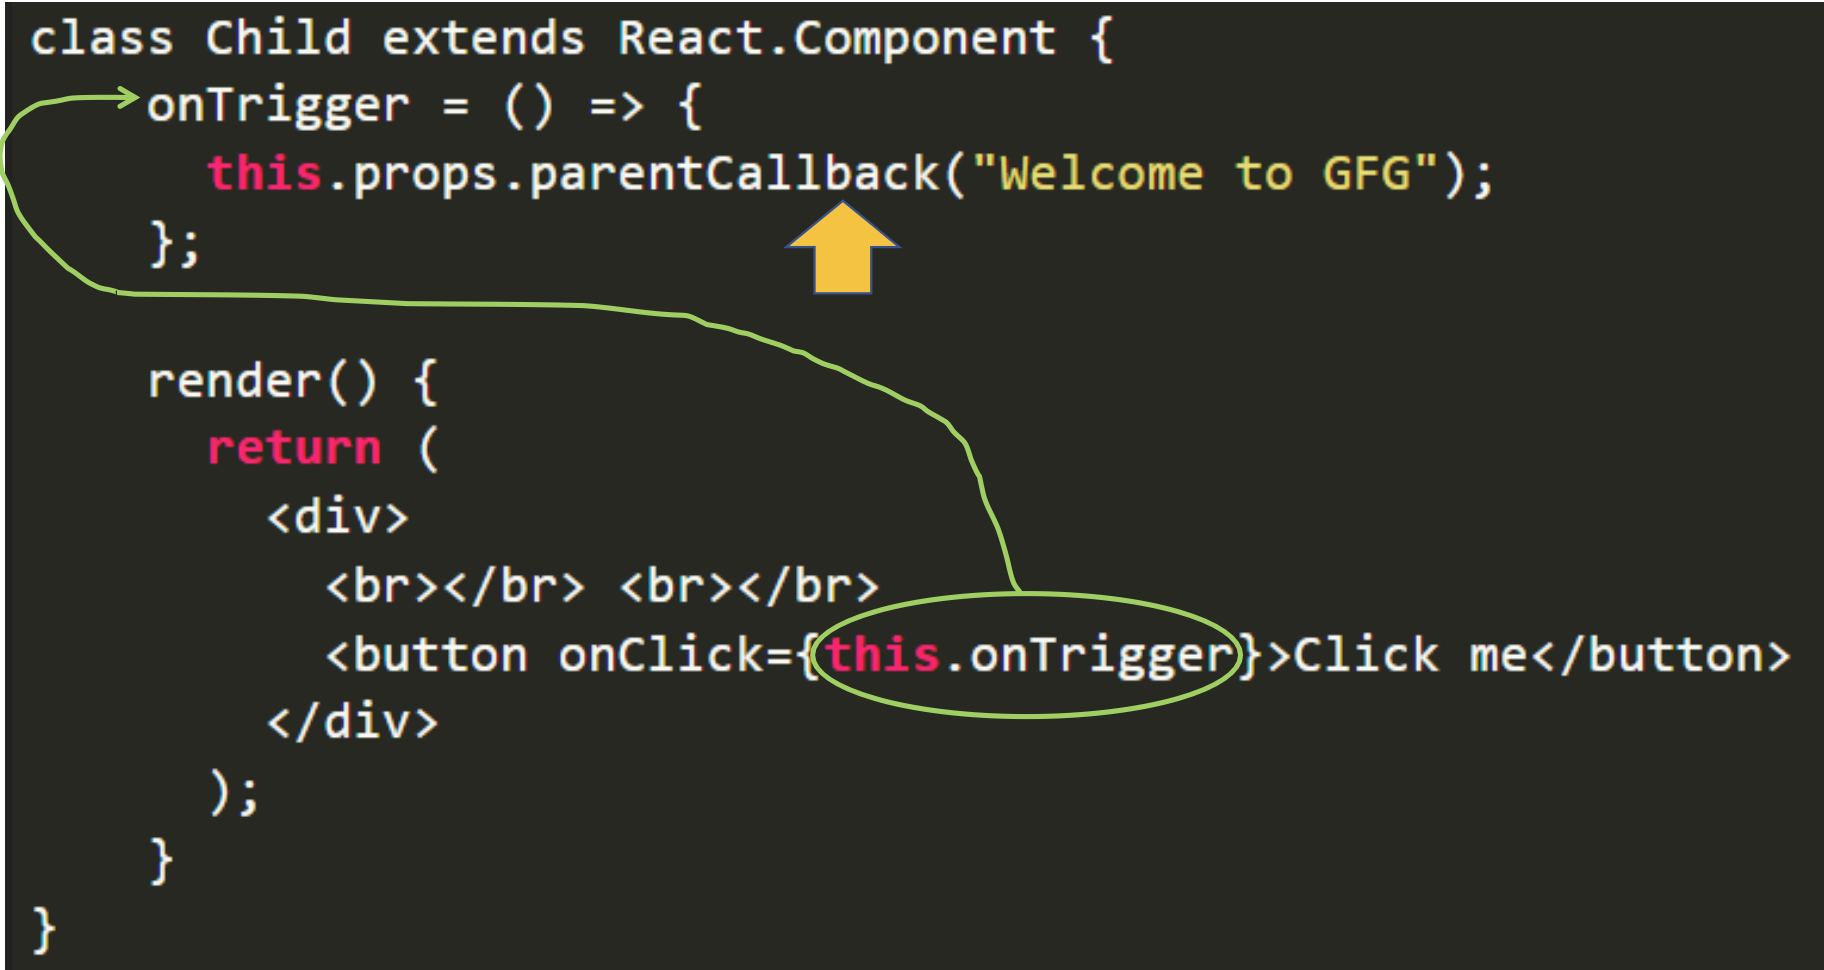 class Child extends React.Component {
onTrigger = () => {
this.props.parentCallback("Welcome to GFG");
};
render() {
return (
<div>
<br></br> <br></br>
<button onClick={this.onTrigger}>Click me</button>
</div>
);
}
}